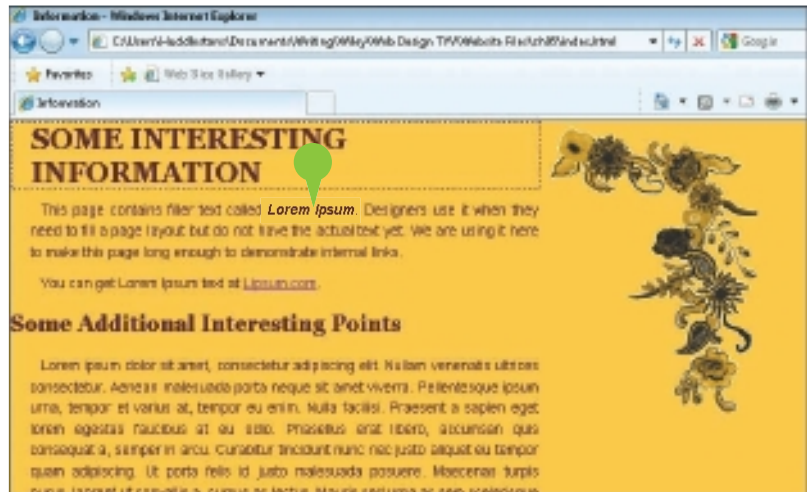 Information - Windows Internet Explorer
Favorites Web Slice Gallery
Information
SOME INTERESTING
INFORMATION
This page contains filler text called Lorem Ipsum. Designers use it when they
need to fill a page layout but do not have the actual text yet. We are using it here
to make this page long enough to demonstrate internal links.
You can get Lorem Ipsum text at Lipsum.com.
Some Additional Interesting Points
Lorem ipsum dolor sit amet, consectetur adipiscing elit. Nullam venenatis ultrices
consectetur. Aenean malesuada porta neque sit amet viverra. Pellentesque ipsum
urna, tempor et varius at, tempor eu enim. Nulla facilisi. Praesent a sapien eget
lorem egestas faucibus at eu odio. Phasellus erat libero, accumsan quis
consequat a, semper in arcu. Curabitur tincidunt nunc nec justo aliquet eu tempor
quam adipiscing. Ut porta felis id justo malesuada posuere. Maecenas turpis